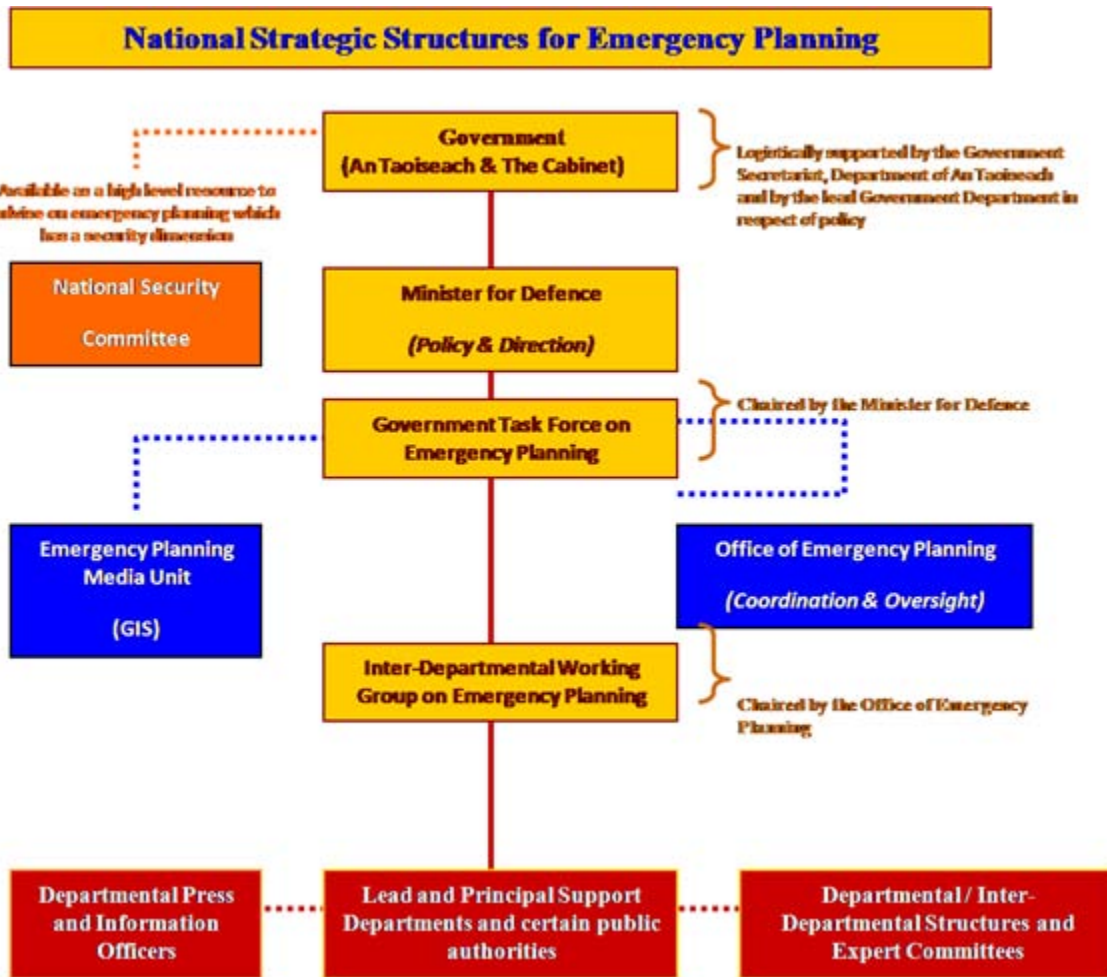 National Strategic Structures for Emergency Planning
Government
(An Taoiseach & The Cabinet)
Logistically supported by the Government
Secretariat, Department of An Taoiseach
and by the lead Government Department in
respect of policy
Available as a high level resource to
advise on emergency planning which
has a security dimension
National Security
Committee
Minister for Defence
(Policy & Direction)
Chaired by the Minister for Defence
Government Task Force on
Emergency Planning
Emergency Planning
Media Unit
(GIS)
Office of Emergency Planning
(Coordination & Oversight)
Inter-Departmental Working
Group on Emergency Planning
Chaired by the Office of Emergency
Planning
Departmental Press
and Information
Officers
Lead and Principal Support
Departments and certain public
authorities
Departmental / Inter-
Departmental Structures and
Expert Committees